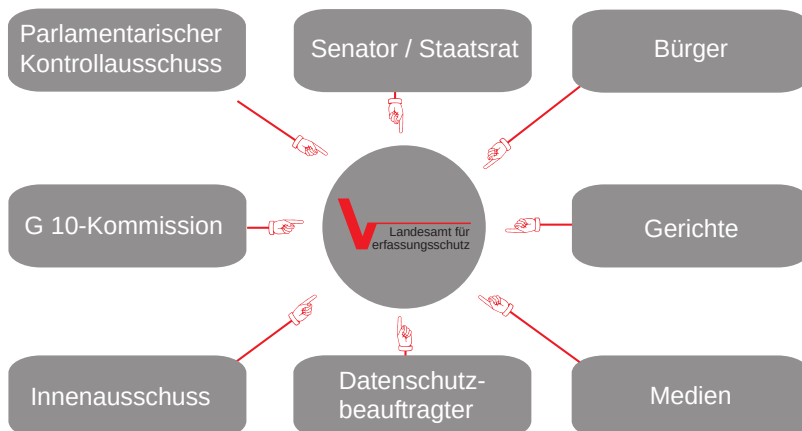 Parlamentarischer
Kontrollausschuss
Senator / Staatsrat
Bürger
G 10-Kommission
Landesamt für
Verfassungsschutz
Gerichte
Innenausschuss
Datenschutz-
beauftragter
Medien